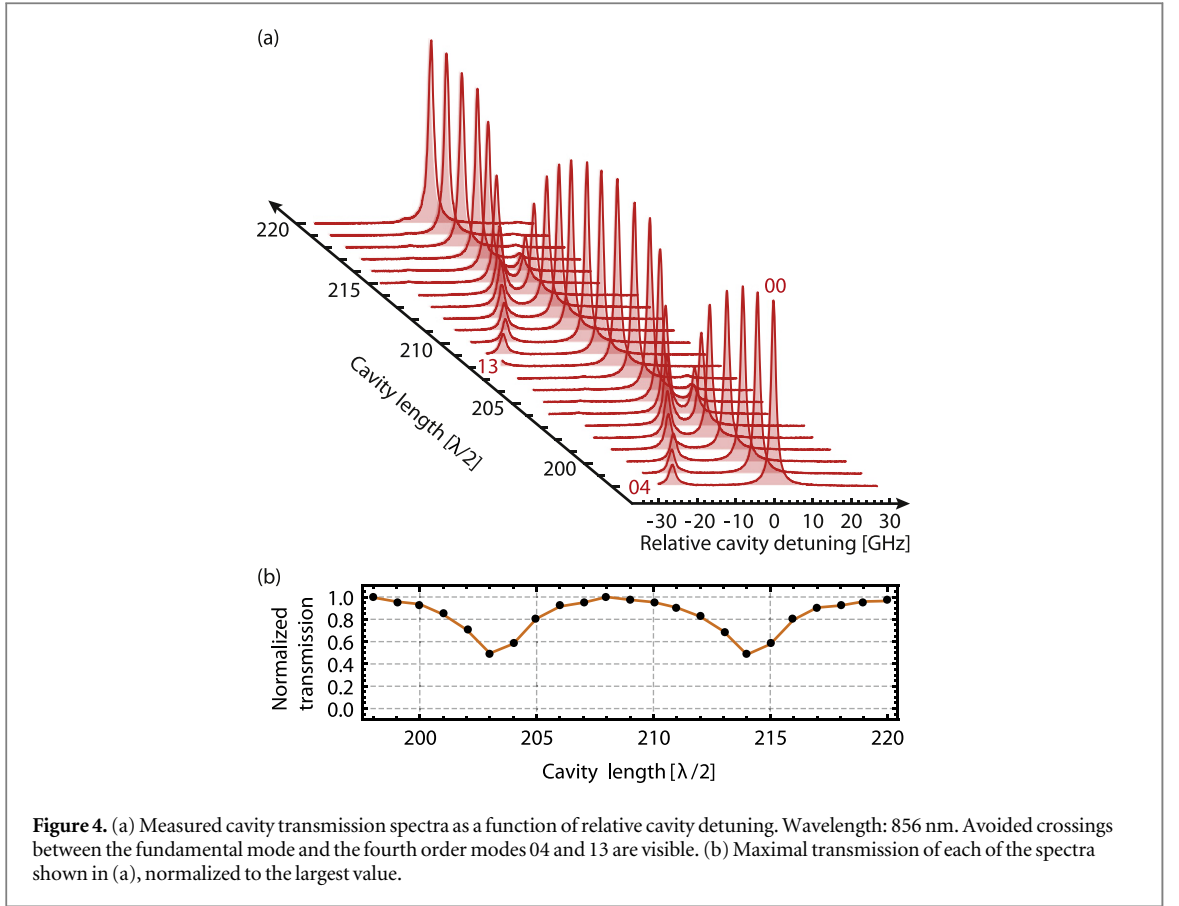 (a)
00
220
215
210
13
205
200
04
Cavity length [λ/2]
-30 -20 -10 0 10 20 30
Relative cavity detuning [GHz]
(b)
Normalized
transmission
1.0
0.8
0.6
0.4
0.2
0.0
200 205 210 215 220
Cavity length [λ/2]
Figure 4. (a) Measured cavity transmission spectra as a function of relative cavity detuning. Wavelength: 856 nm. Avoided crossings
between the fundamental mode and the fourth order modes 04 and 13 are visible. (b) Maximal transmission of each of the spectra
shown in (a), normalized to the largest value.